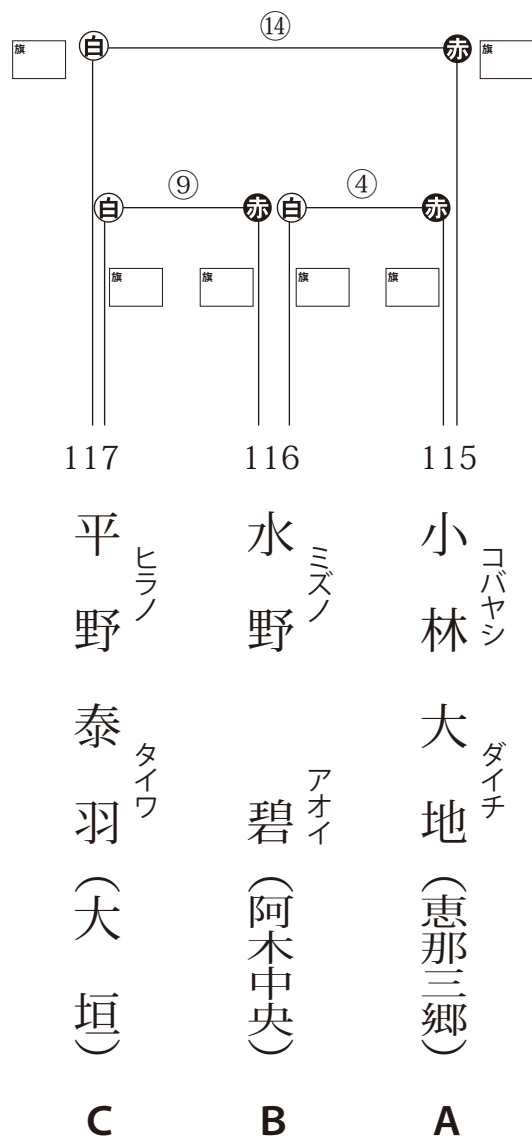 ⑭
旗 白 赤 旗
⑨ ④
白 赤 白 赤
旗 旗 旗 旗
117 116 115
小林 大地（恵那三郷）
コバヤシ ダイチ
A
水野 碧（阿木中央）
ミズノ アオイ
B
平野 泰羽（大垣）
ヒラノ タイワ
C